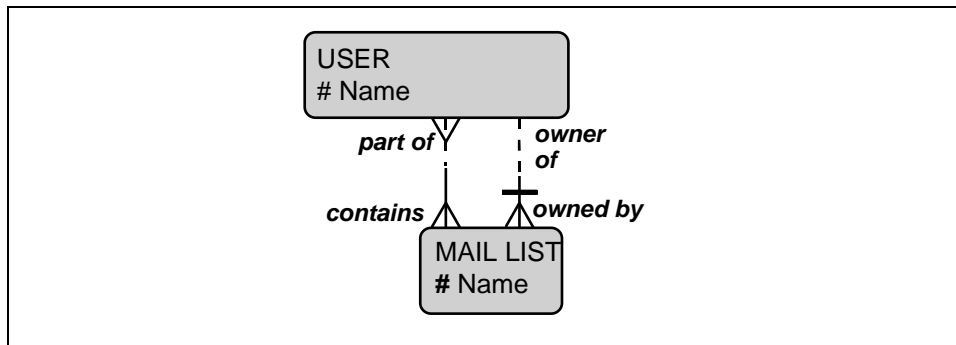 USER
# Name
part of
owner
of
contains
owned by
MAIL LIST
# Name